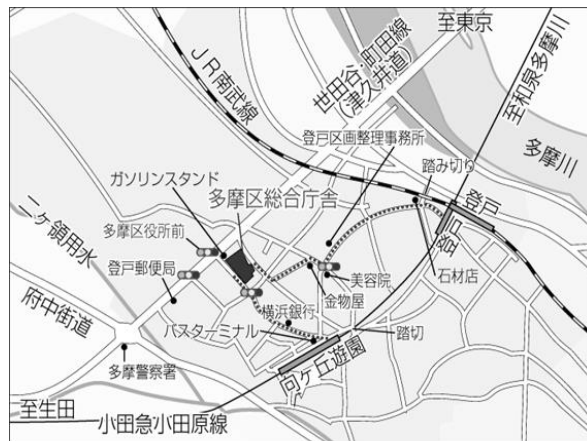 至東京
世田谷・町田線
(津久井道)
JR南武線
至和泉多摩川
多摩川
登戸区画整理事務所
踏み切り
ガソリンスタンド
多摩区総合庁舎
登戸
登戸
二ヶ領用水
多摩区役所前
登戸郵便局
美容院
石材店
金物屋
府中街道
横浜銀行
バスターミナル
踏切
向ケ丘遊園
多摩警察署
至生田
小田急小田原線